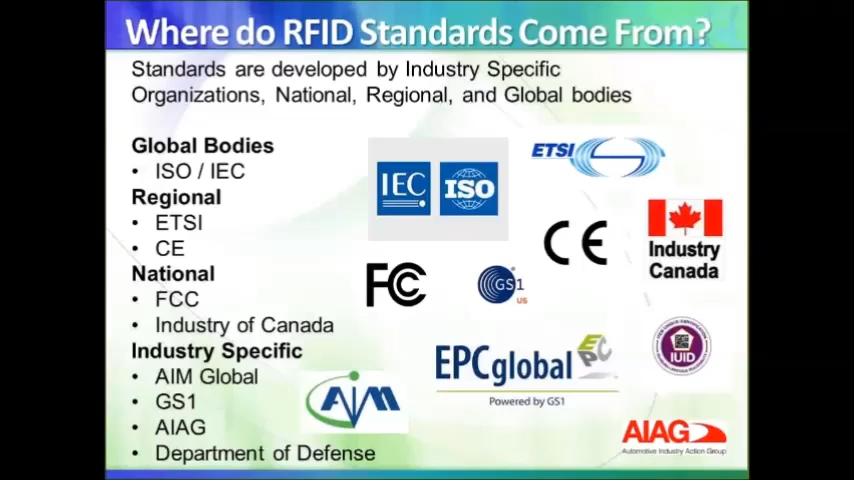 Where do RFID Standards Come From?
Standards are developed by Industry Specific
Organizations, National, Regional, and Global bodies
Global Bodies
• ISO / IEC
Regional
• ETSI
• CE
National
• FCC
• Industry of Canada
Industry Specific
• AIM Global
• GS1
• AIAG
• Department of Defense
IEC
ISO
ETSI
CE
Industry
Canada
FCC
GS1
US
EPCglobal
EPC
Powered by GS1
IUID
AIM
AIAG
Automotive Industry Action Group